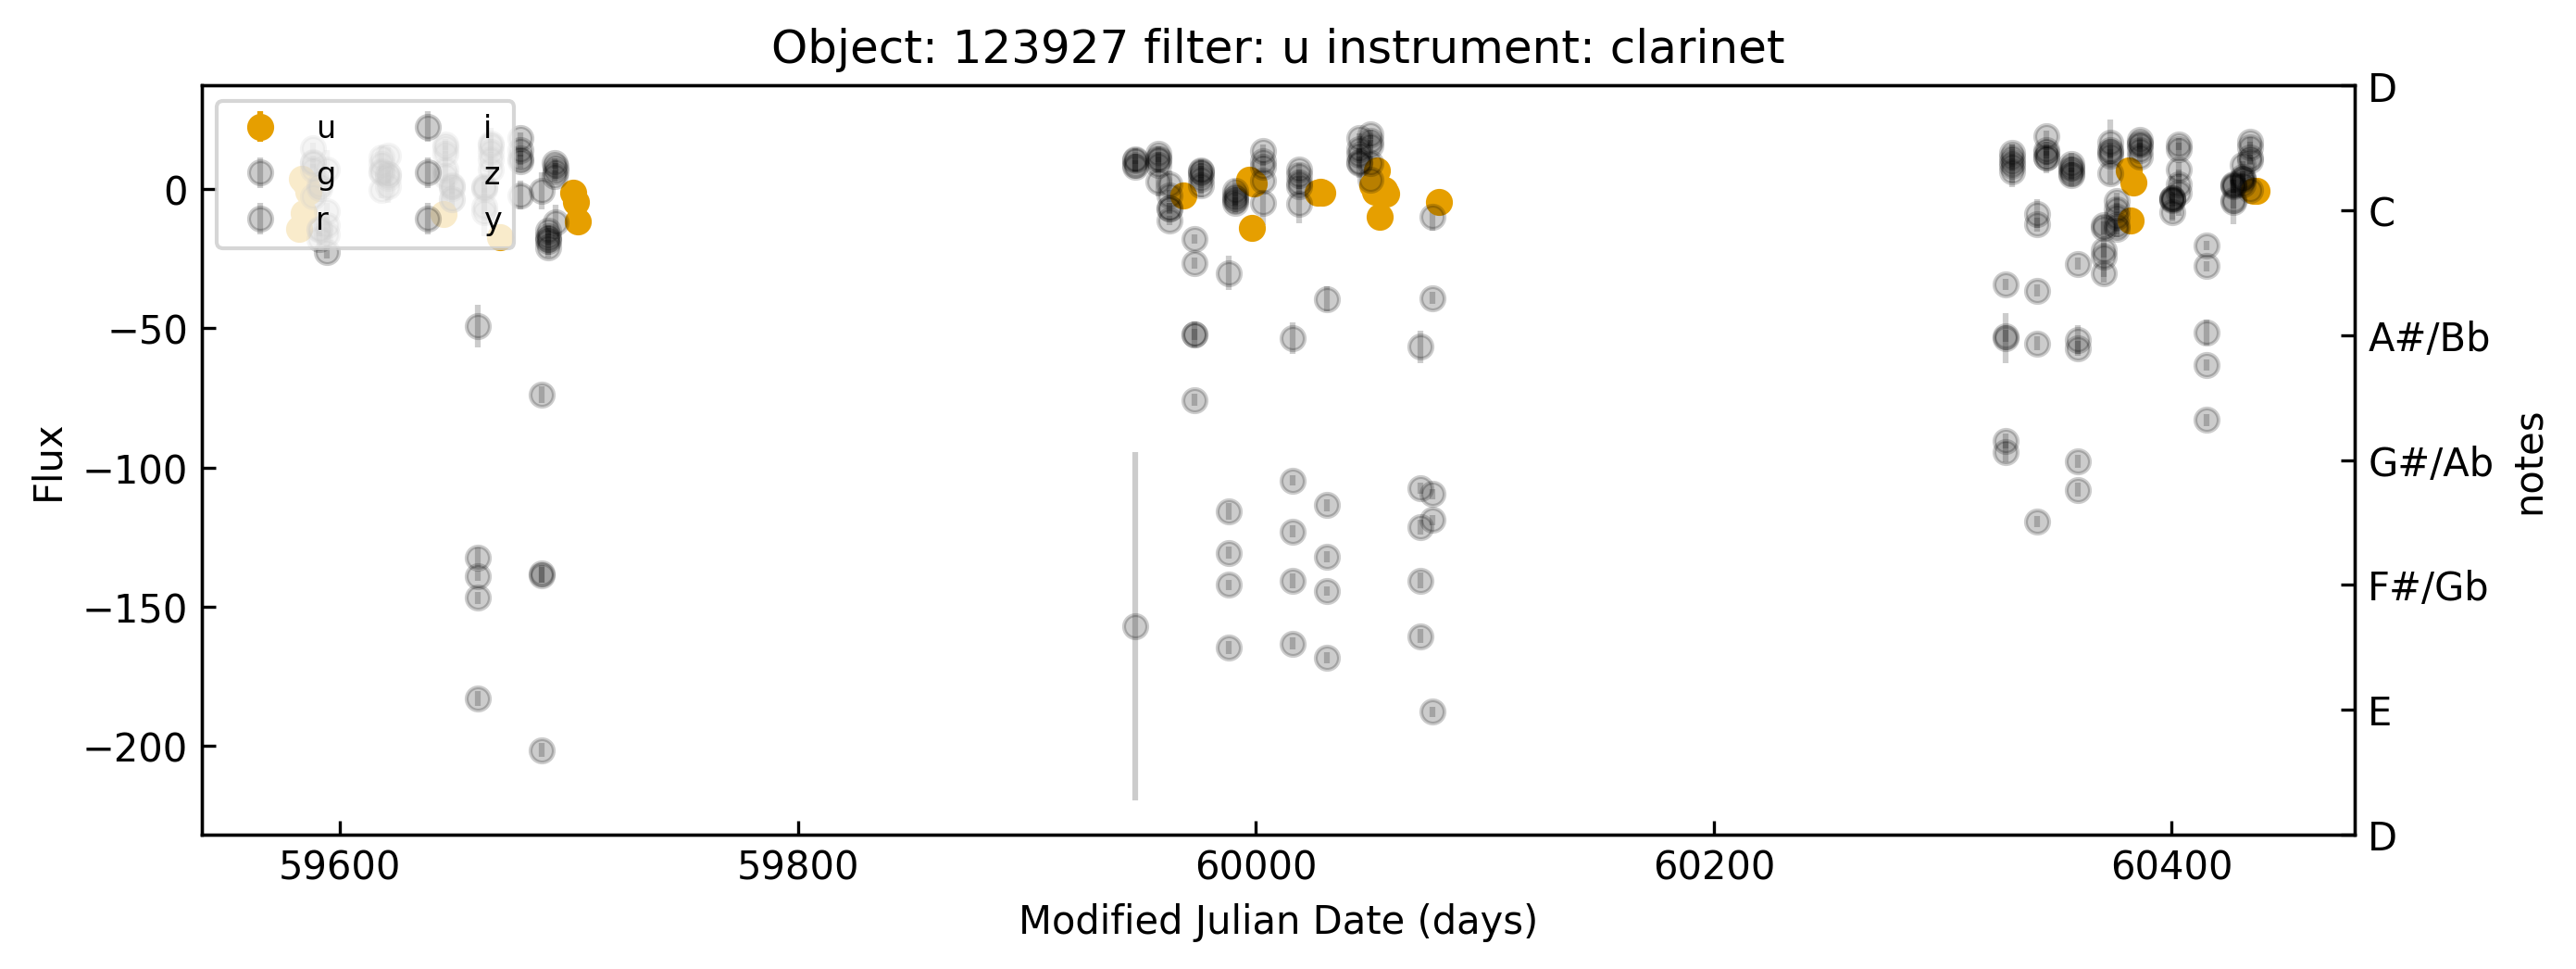 Object: 123927 filter: u instrument: clarinet
u
g
r
i
z
y
0
−50
−100
−150
−200
Flux
D
C
A#/Bb
G#/Ab
F#/Gb
E
D
notes
59600 59800 60000 60200 60400
Modified Julian Date (days)